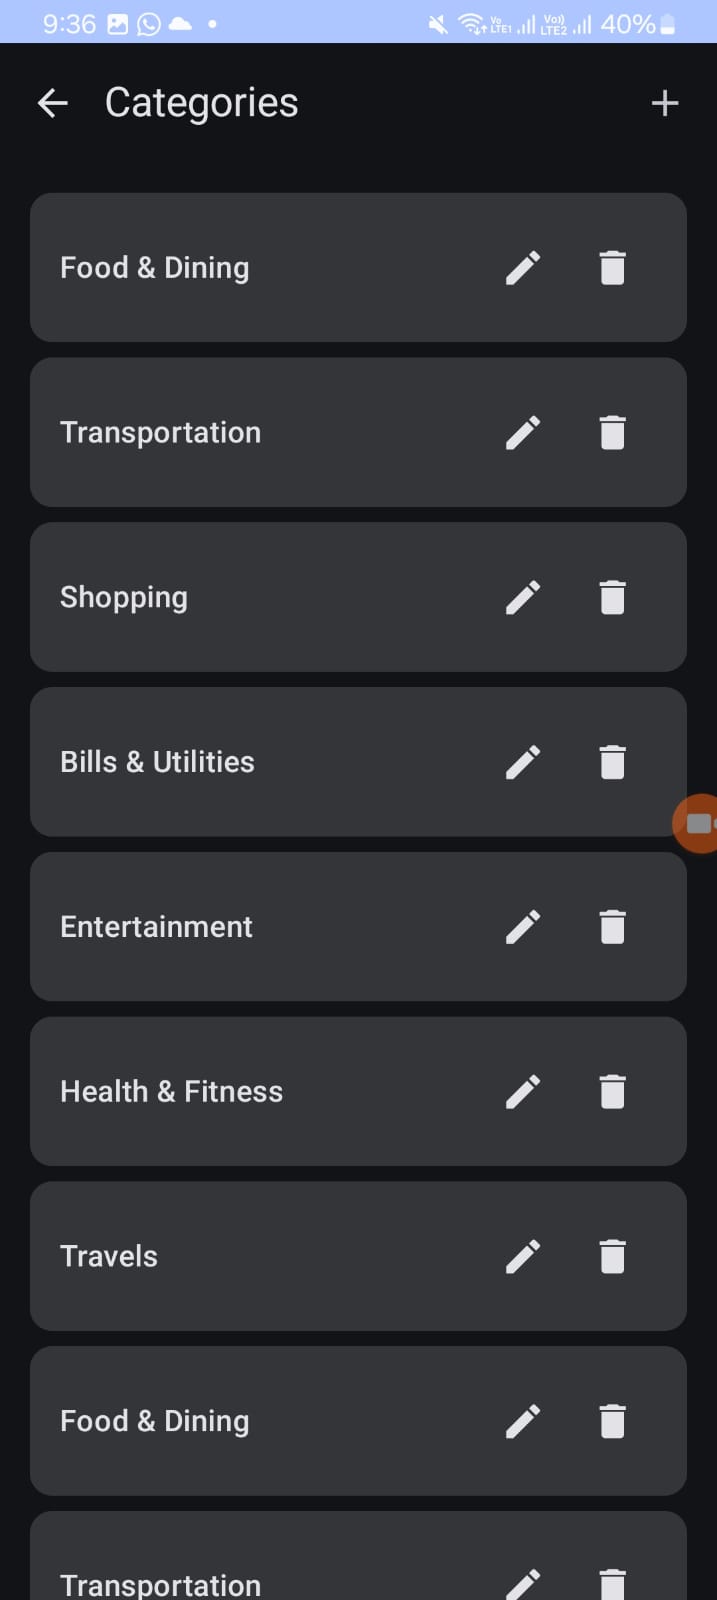 9:36
Vo LTE1 Vo) LTE2 40%
Categories
Food & Dining
Transportation
Shopping
Bills & Utilities
Entertainment
Health & Fitness
Travels
Food & Dining
Transportation